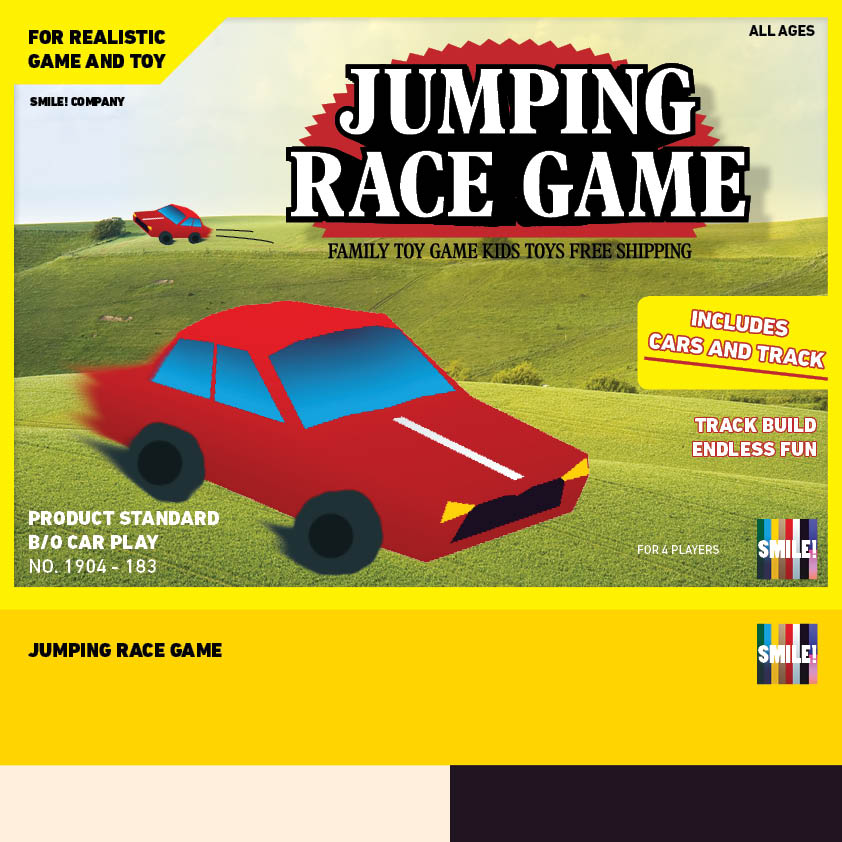 FOR REALISTIC
GAME AND TOY
ALL AGES
SMILE! COMPANY
JUMPING
RACE GAME
FAMILY TOY GAME KIDS TOYS FREE SHIPPING
INCLUDES
CARS AND TRACK
TRACK BUILD
ENDLESS FUN
PRODUCT STANDARD
B/O CAR PLAY
NO. 1904 - 183
FOR 4 PLAYERS
SMILE!
JUMPING RACE GAME
SMILE!